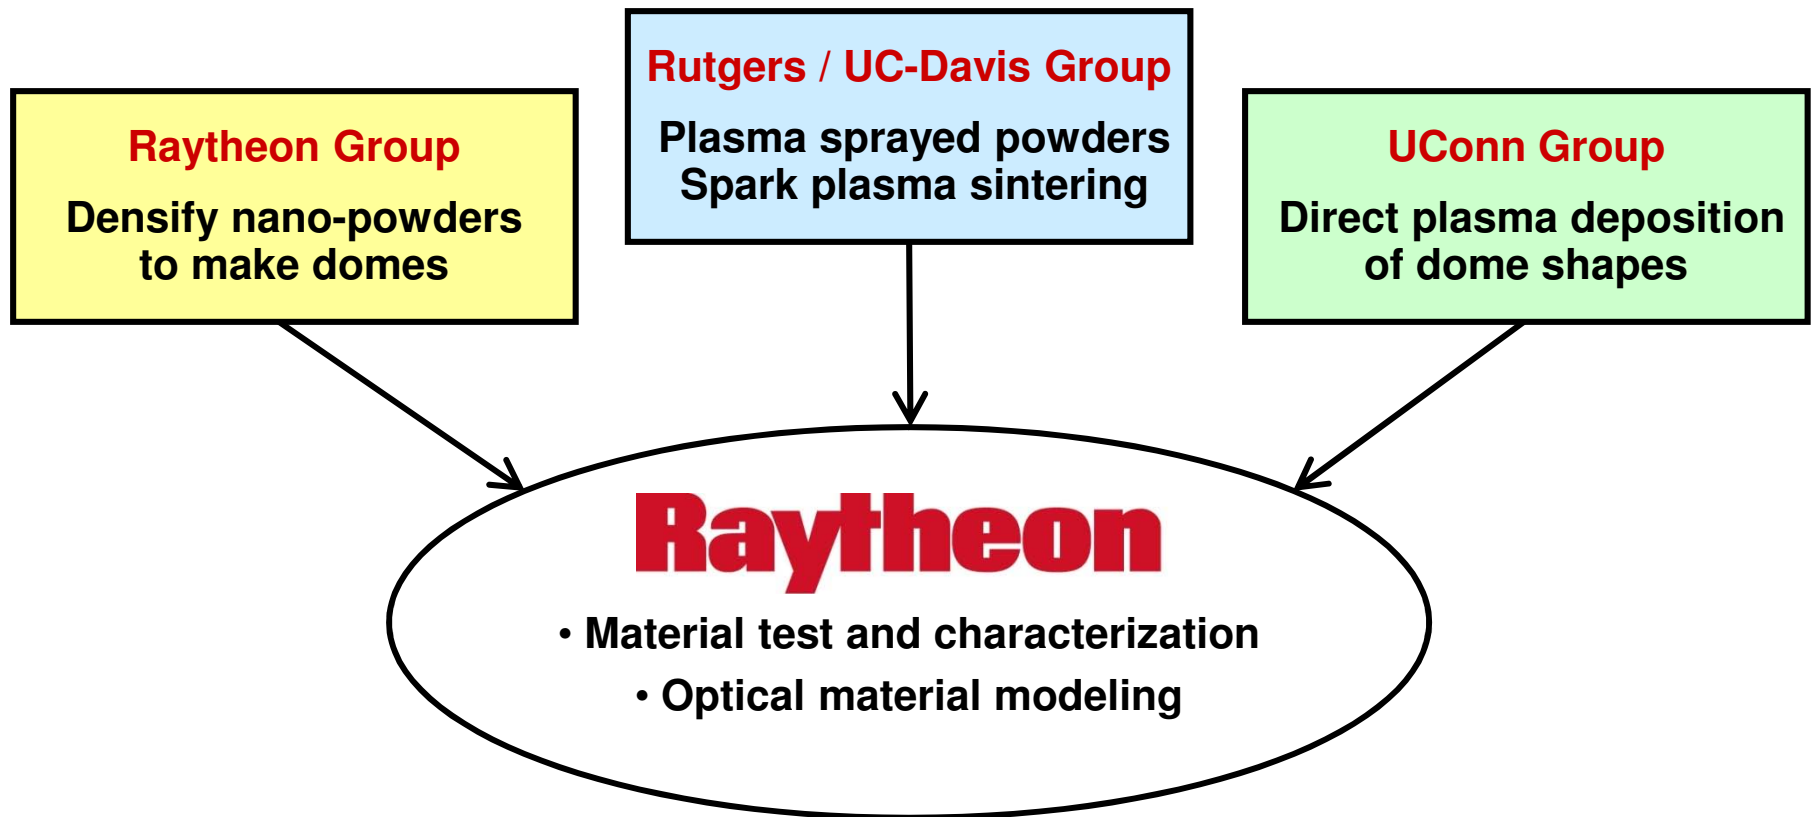 Raytheon Group
Densify nano-powders
to make domes
Rutgers / UC-Davis Group
Plasma sprayed powders
Spark plasma sintering
UConn Group
Direct plasma deposition
of dome shapes
Raytheon
• Material test and characterization
• Optical material modeling